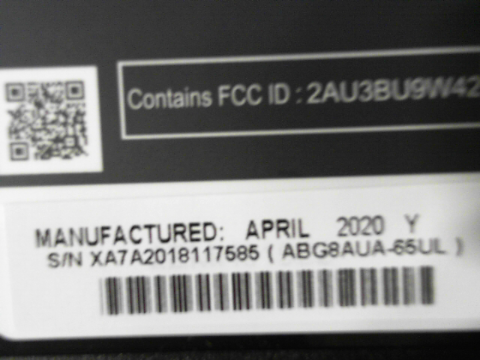 Contains FCC ID : 2AU3BU9W42
MANUFACTURED: APRIL 2020 Y
S/N XA7A2018117585 ( ABG8AUA-65UL )